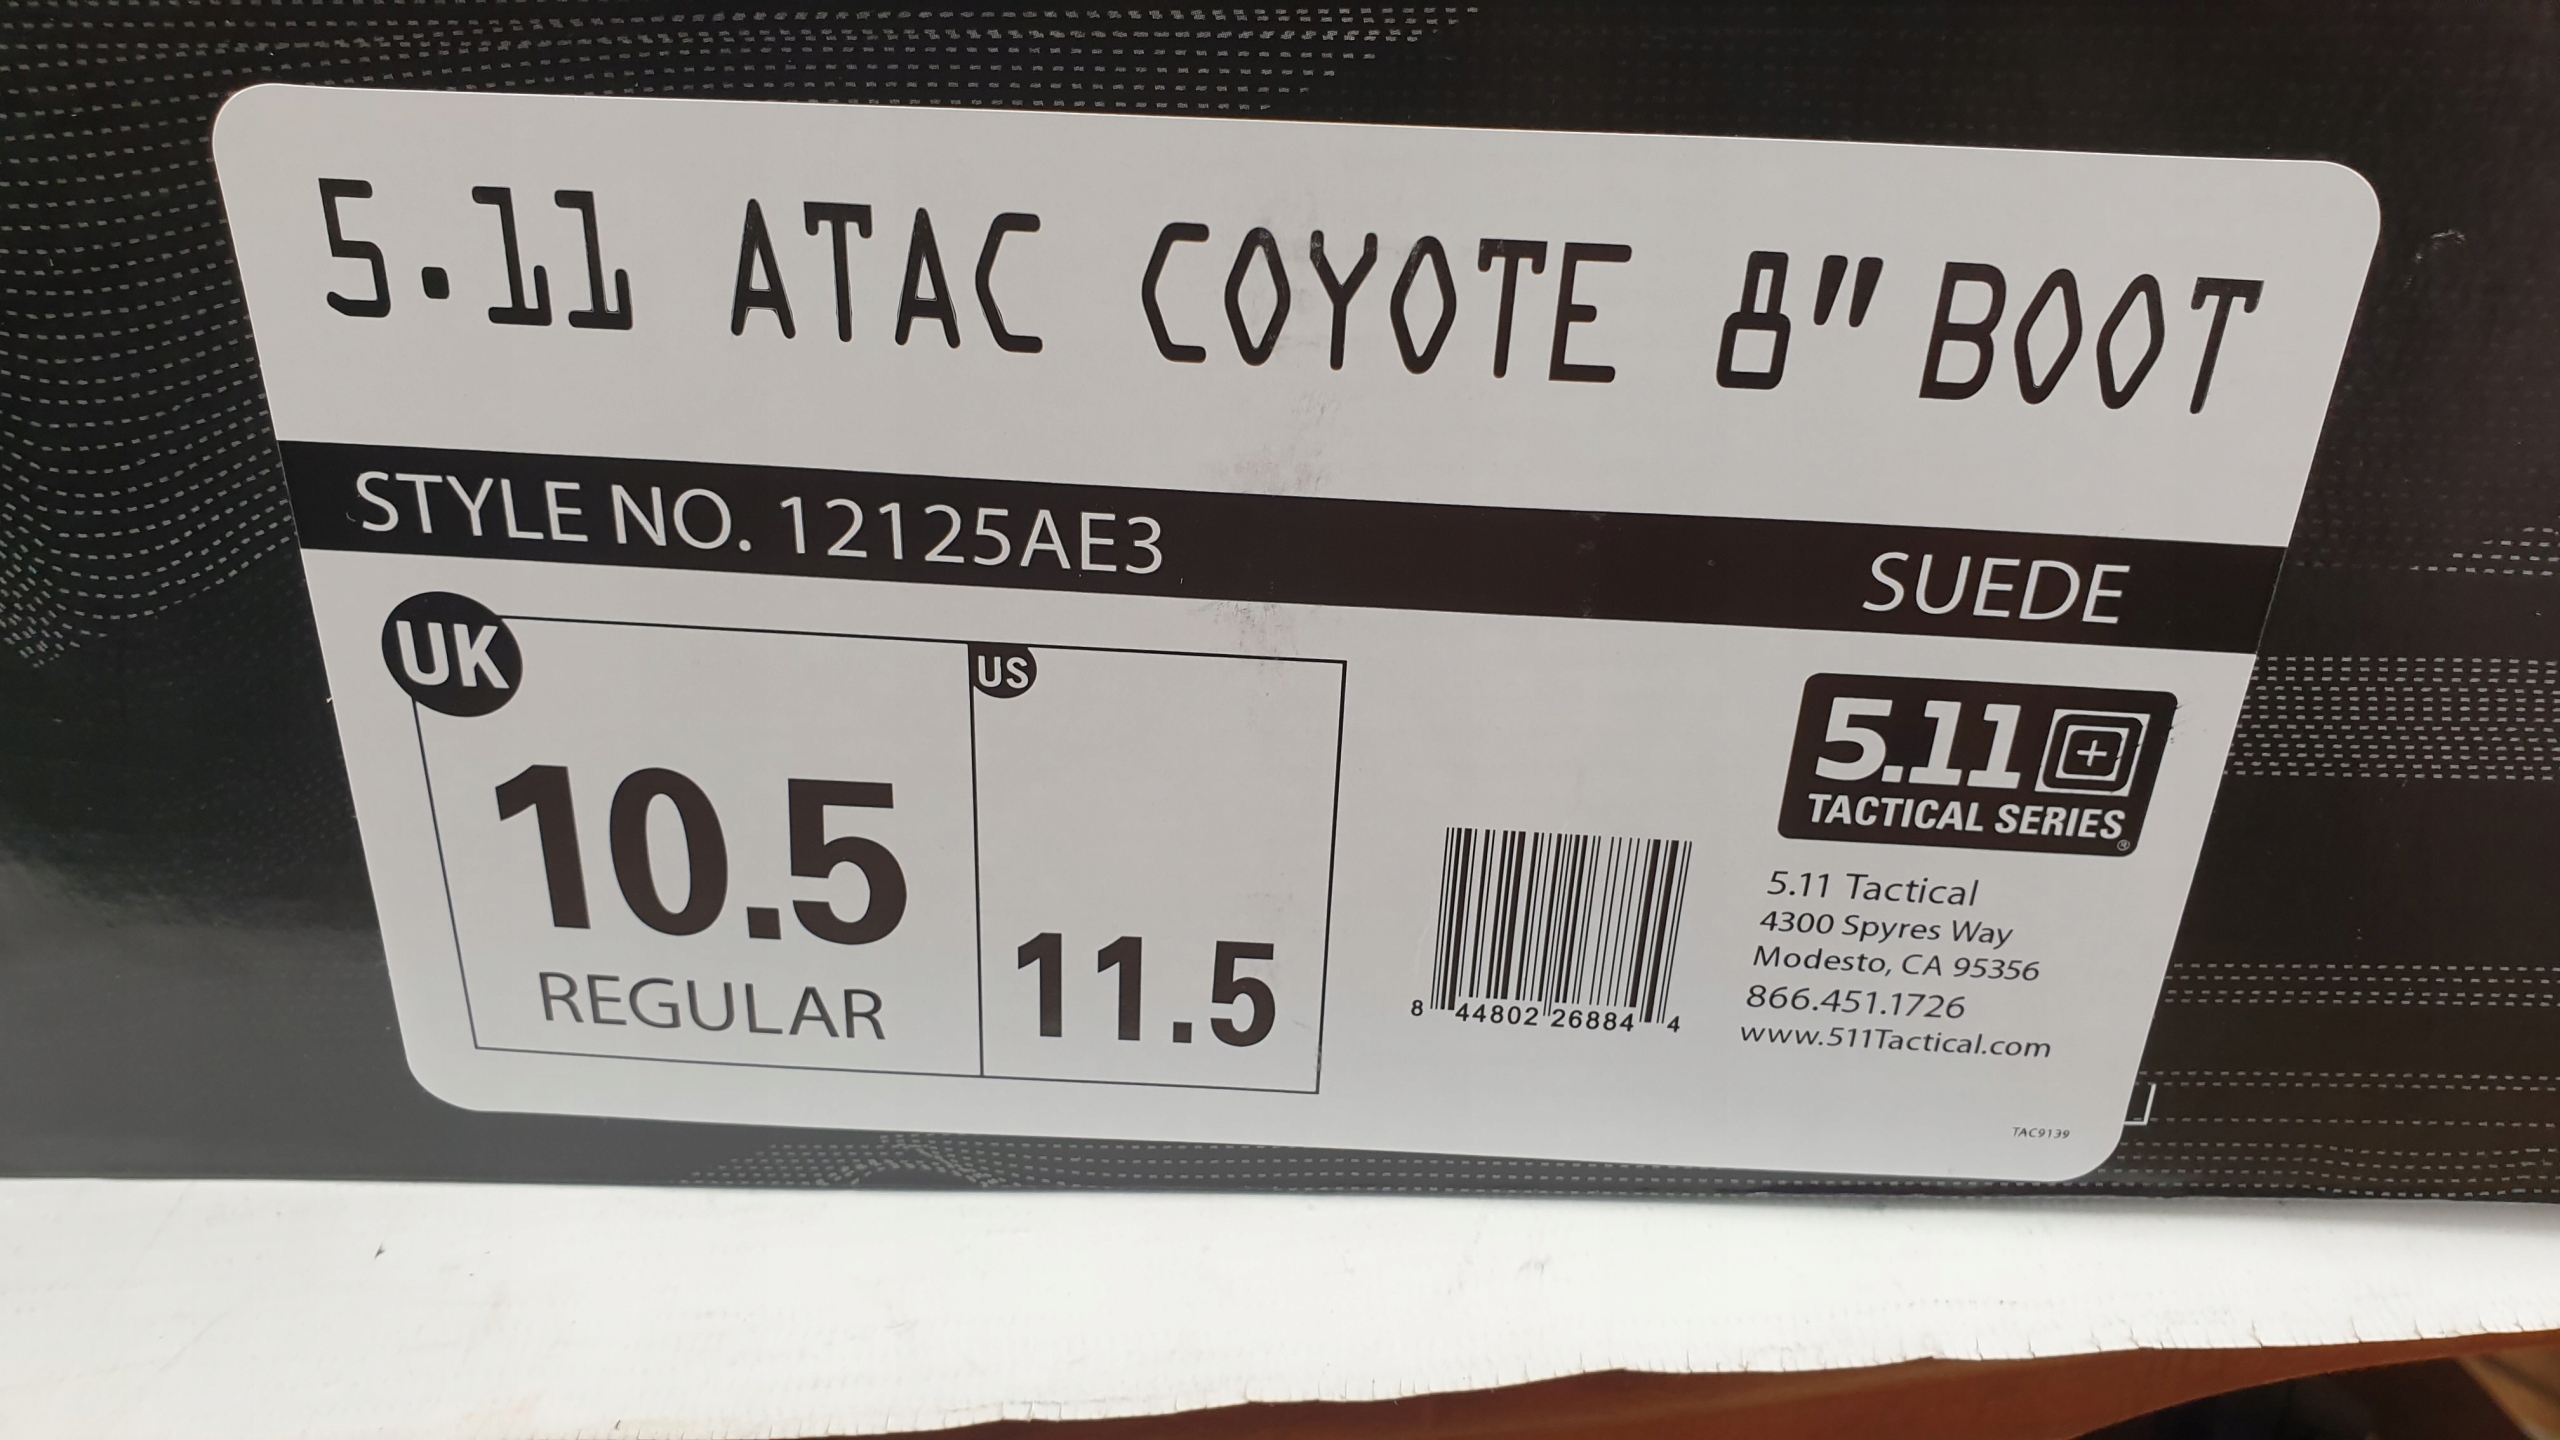 5.11 ATAC COYOTE 8" BOOT
STYLE NO. 12125AE3 SUEDE
UK
10.5
REGULAR
US
11.5
8 44802 26884 4
5.11
TACTICAL SERIES®
5.11 Tactical
4300 Spyres Way
Modesto, CA 95356
866.451.1726
www.511Tactical.com
TAC9139